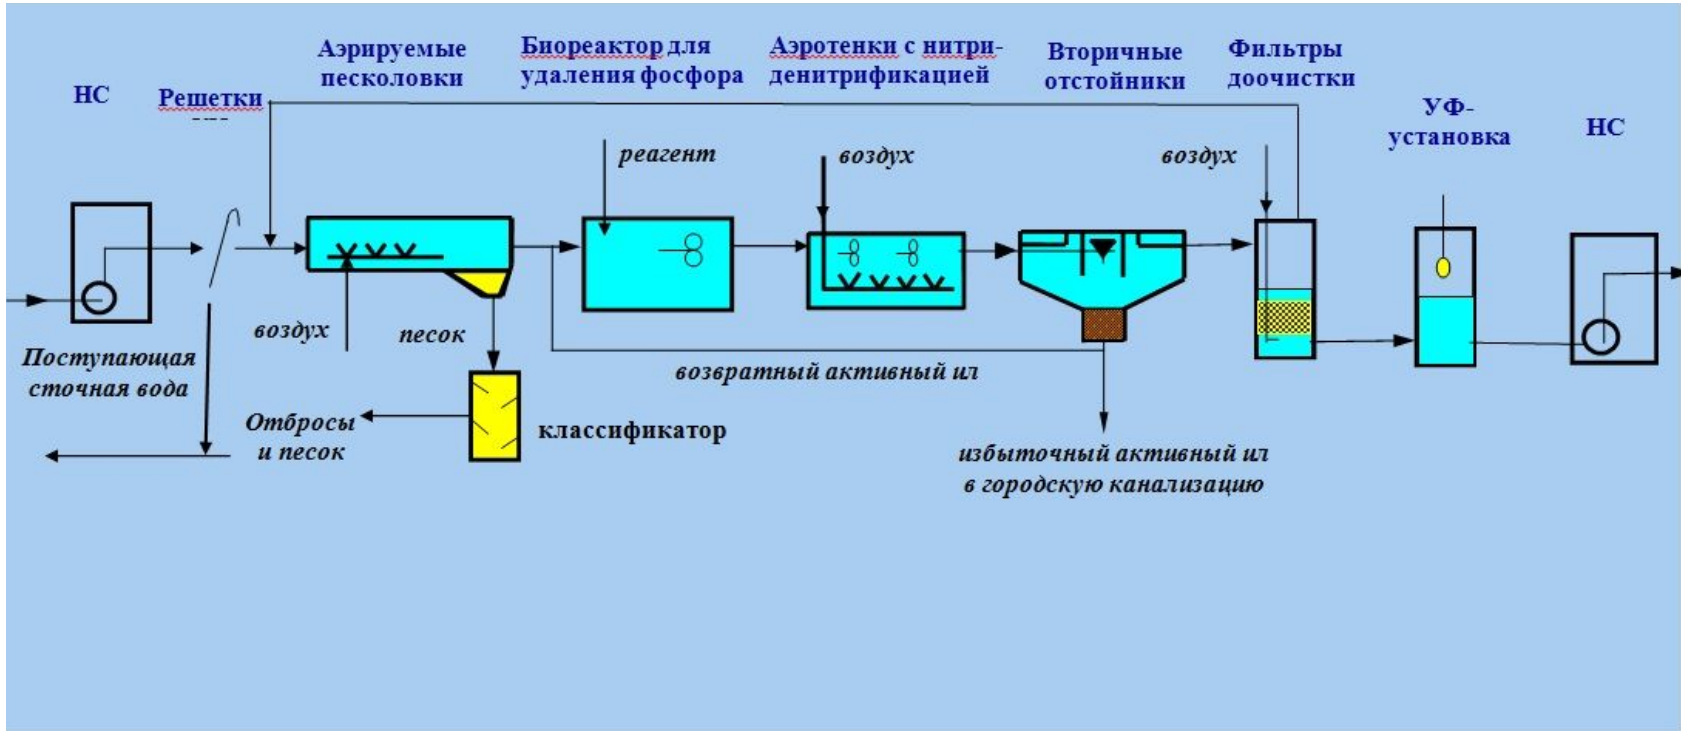 НС
Решетки
Аэрируемые
песколовки
Биореактор для
удаления фосфора
Аэротенки с нитри-
денитрификацией
Вторичные
отстойники
Фильтры
доочистки
УФ-
установка
НС
реагент
воздух
воздух
Поступающая
сточная вода
воздух
песок
возвратный активный ил
Отбросы
и песок
классификатор
избыточный активный ил
в городскую канализацию